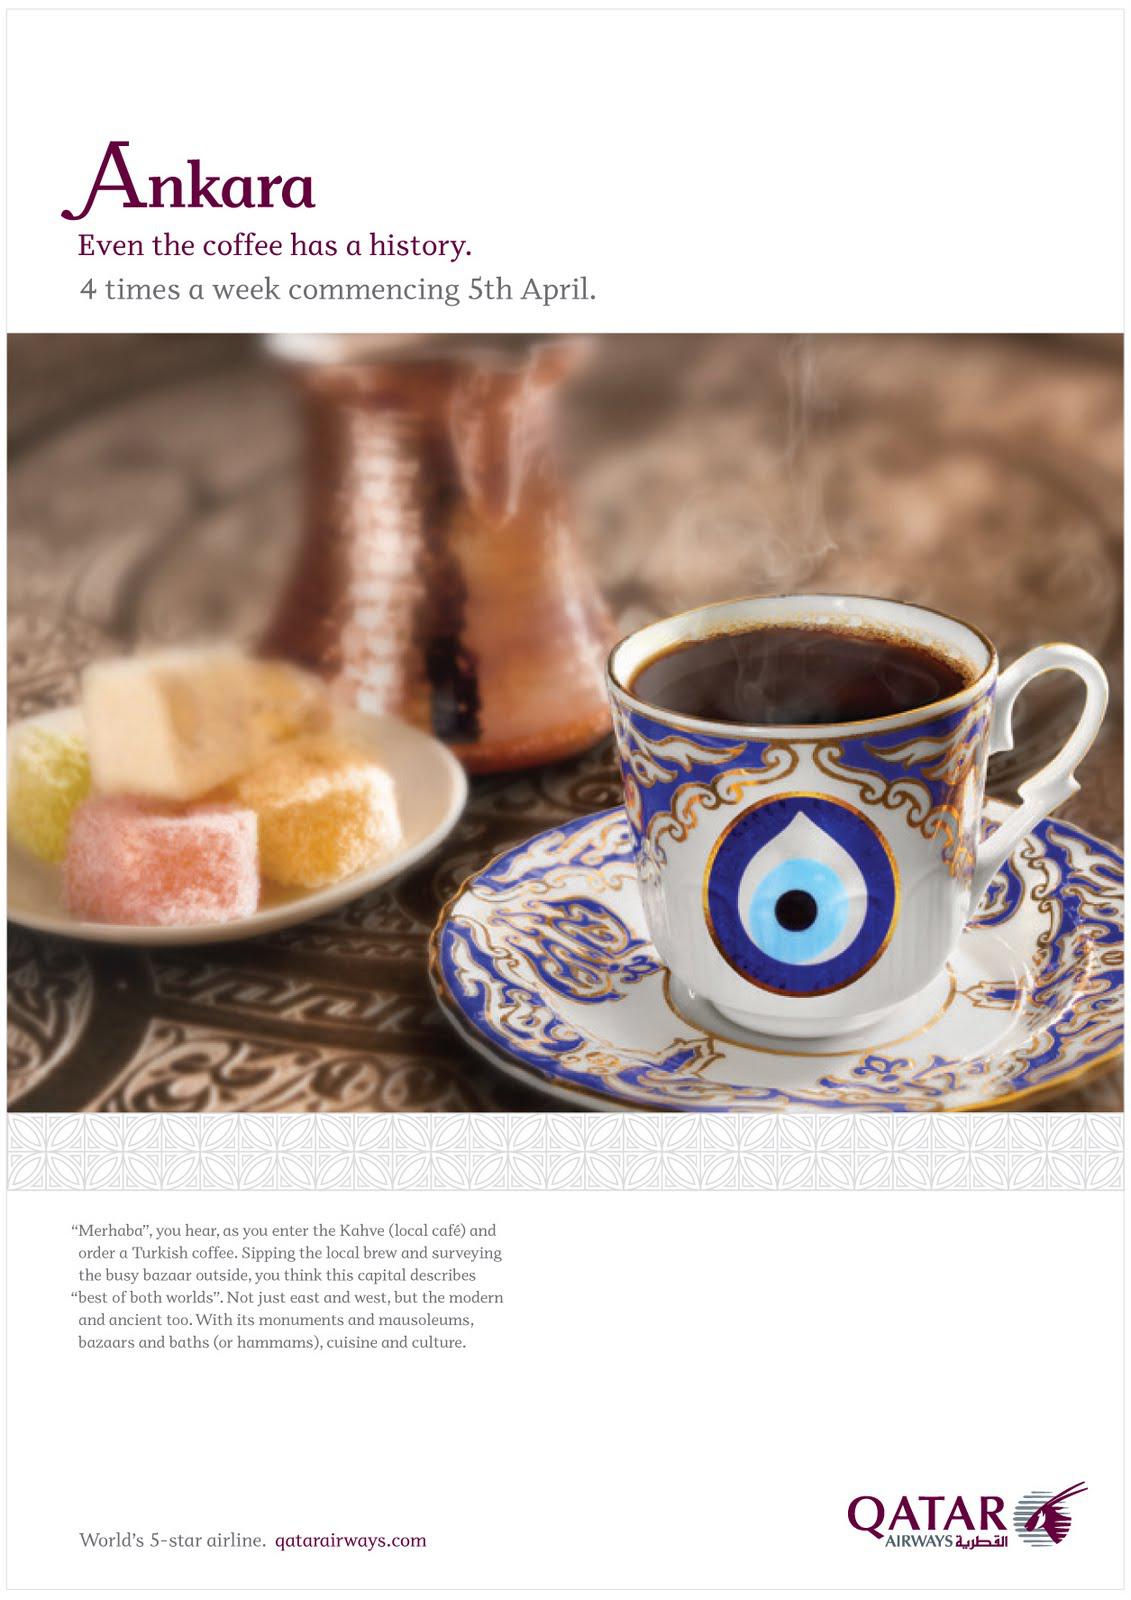 Ankara
Even the coffee has a history.
4 times a week commencing 5th April.
“Merhaba”, you hear, as you enter the Kahve (local café) and
order a Turkish coffee. Sipping the local brew and surveying
the busy bazaar outside, you think this capital describes
“best of both worlds”. Not just east and west, but the modern
and ancient too. With its monuments and mausoleums,
bazaars and baths (or hammams), cuisine and culture.
World’s 5-star airline. qatarairways.com
QATAR
AIRWAYS القطرية